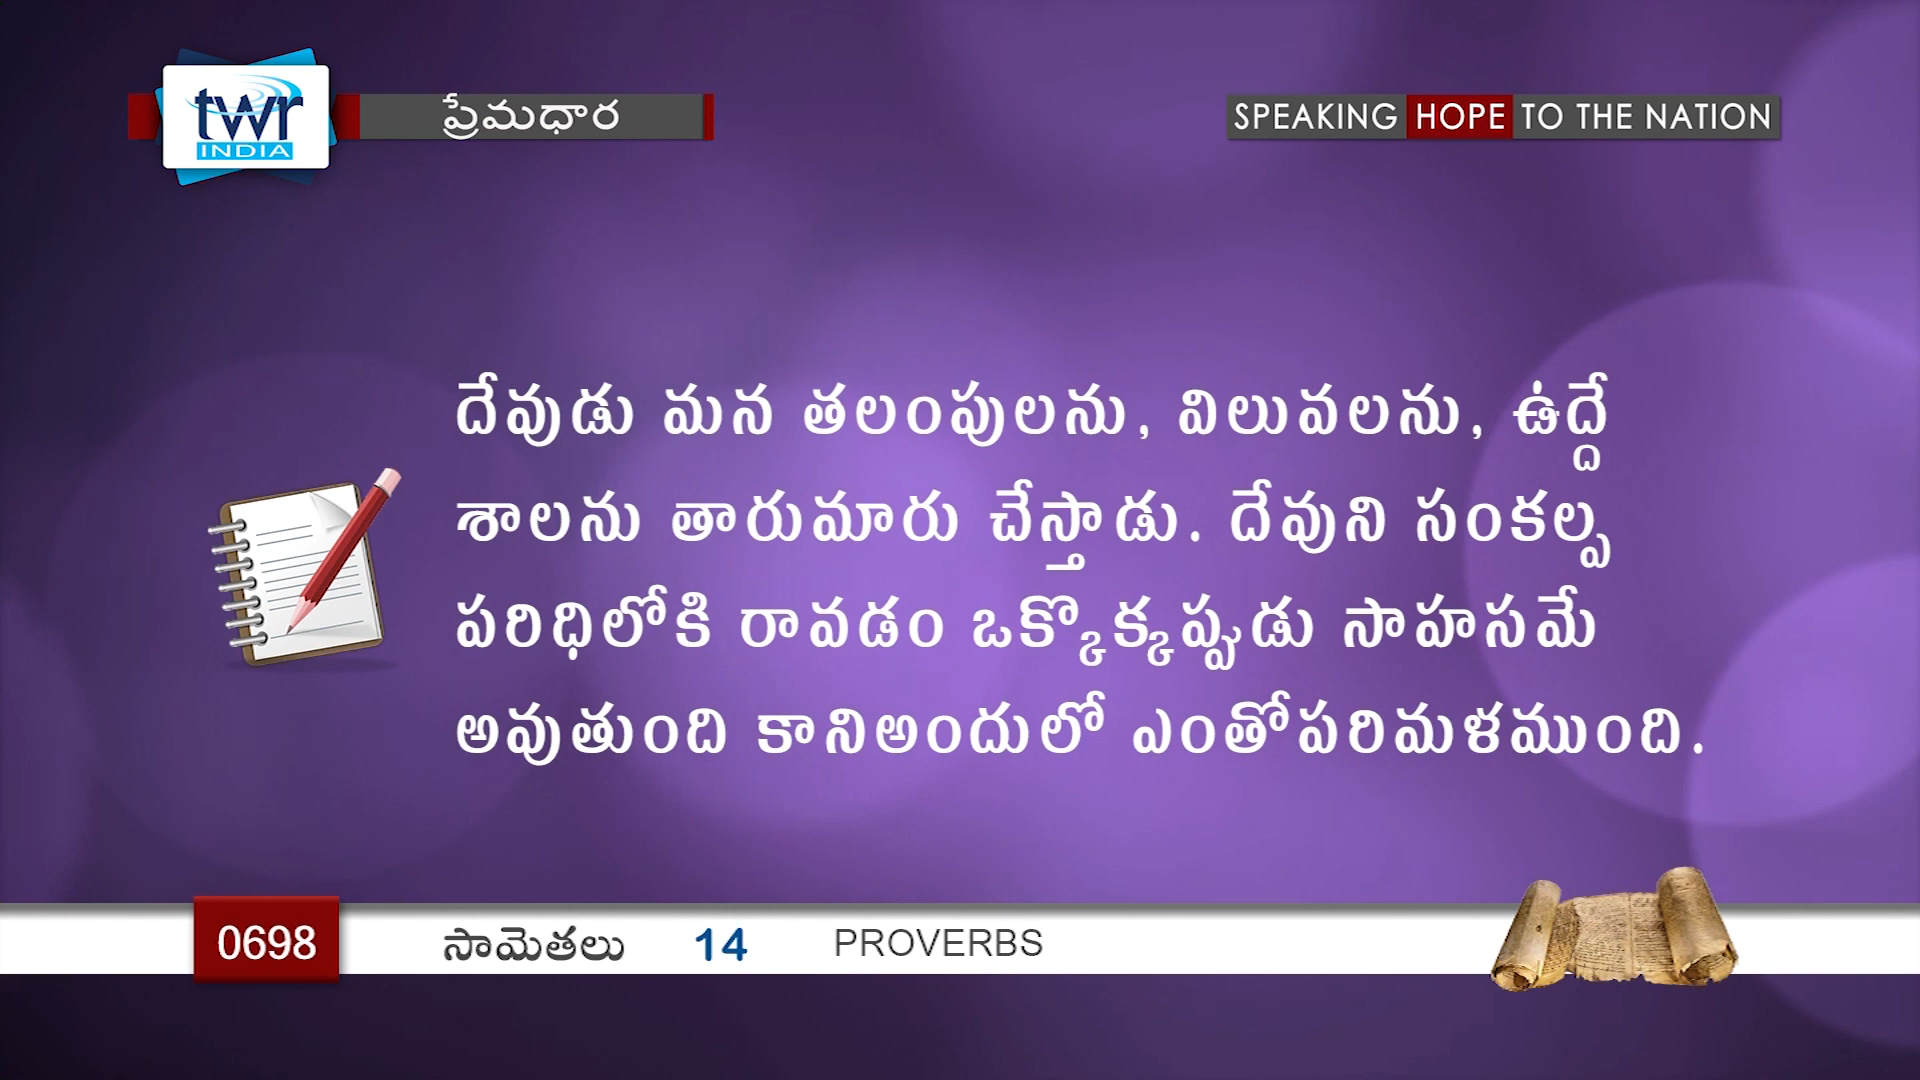 twr
INDIA
ప్రేమధార
SPEAKING HOPE TO THE NATION
దేవుడు మన తలంపులను, విలువలను, ఉద్దే
శాలను తారుమారు చేస్తాడు. దేవుని సంకల్ప
పరిధిలోకి రావడం ఒక్కొక్కప్పుడు సాహసమే
అవుతుంది కానిఅందులో ఎంతోపరిమళముంది.
0698 సామెతలు 14 PROVERBS